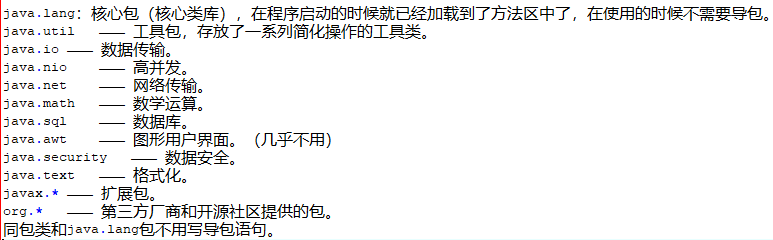 java.lang：核心包（核心类库），在程序启动的时候就已经加载到了方法区中了，在使用的时候不需要导包。
java.util —— 工具包，存放了一系列简化操作的工具类。
java.io —— 数据传输。
java.nio —— 高并发。
java.net —— 网络传输。
java.math —— 数学运算。
java.sql —— 数据库。
java.awt —— 图形用户界面。（几乎不用）
java.security —— 数据安全。
java.text —— 格式化。
javax.* —— 扩展包。
org.* —— 第三方厂商和开源社区提供的包。
同包类和java.lang包不用写导包语句。